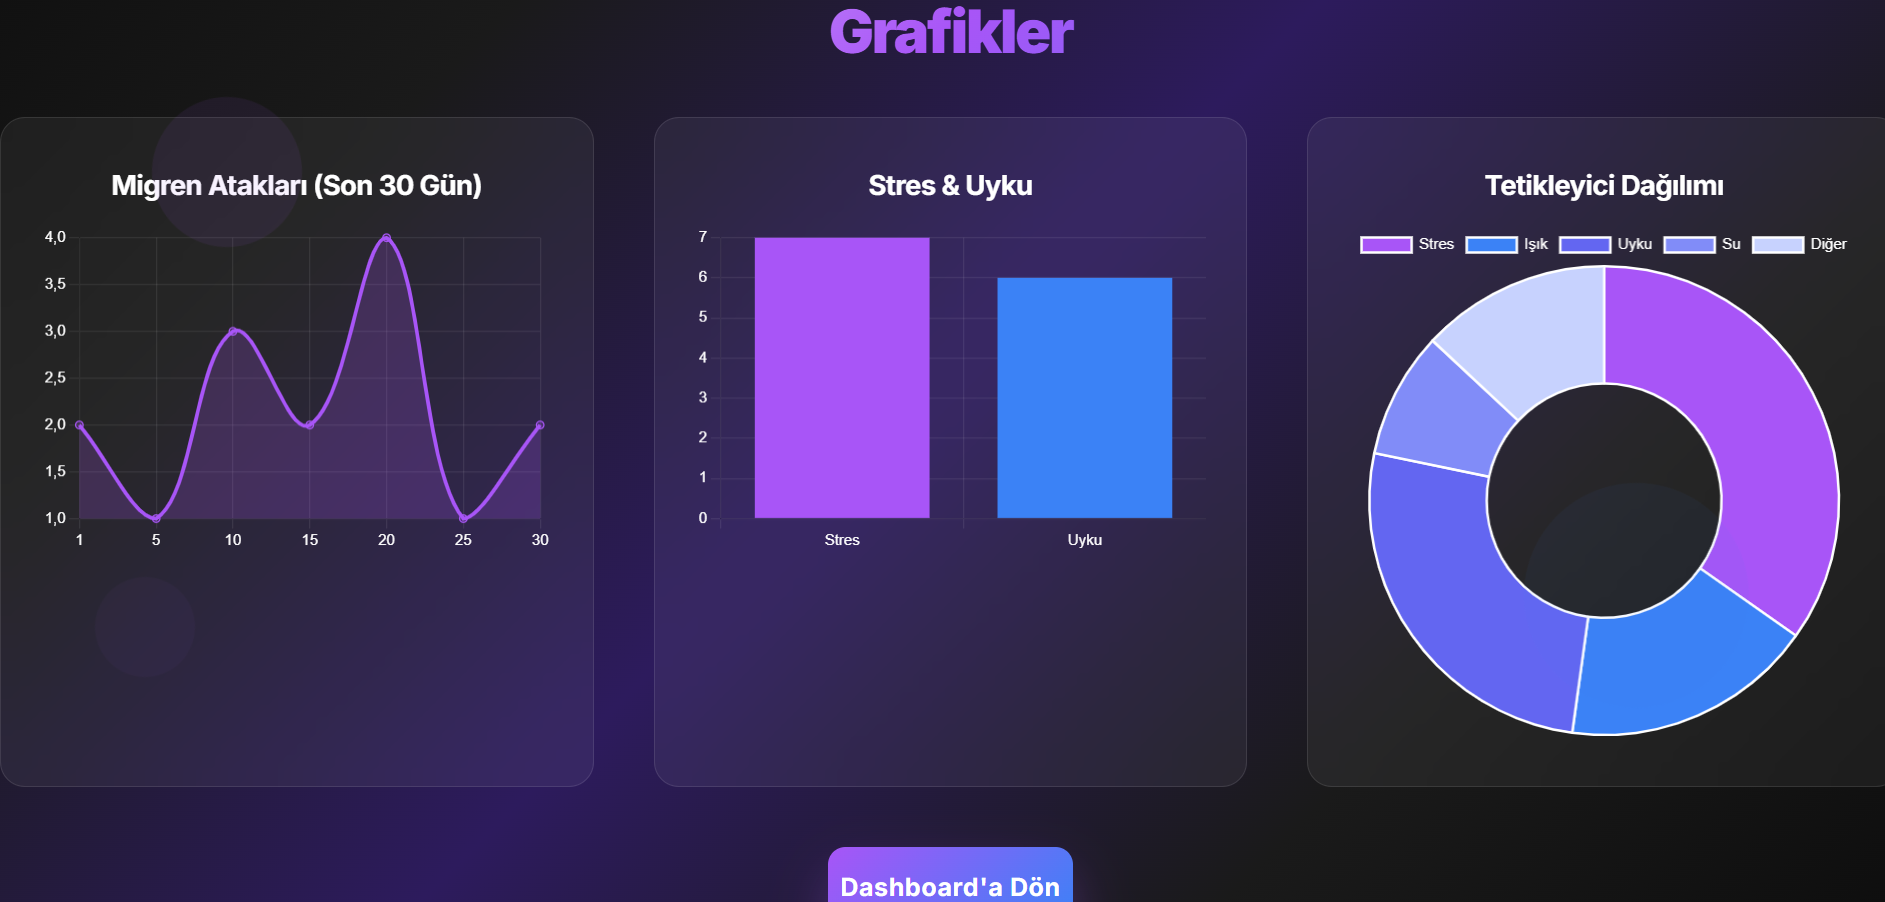 Grafikler
Migren Atakları (Son 30 Gün)
4,0
3,5
3,0
2,5
2,0
1,5
1,0
1 5 10 15 20 25 30
Stres & Uyku
7
6
5
4
3
2
1
0
Stres Uyku
Tetikleyici Dağılımı
Stres Işık Uyku Su Diğer
Dashboard'a Dön